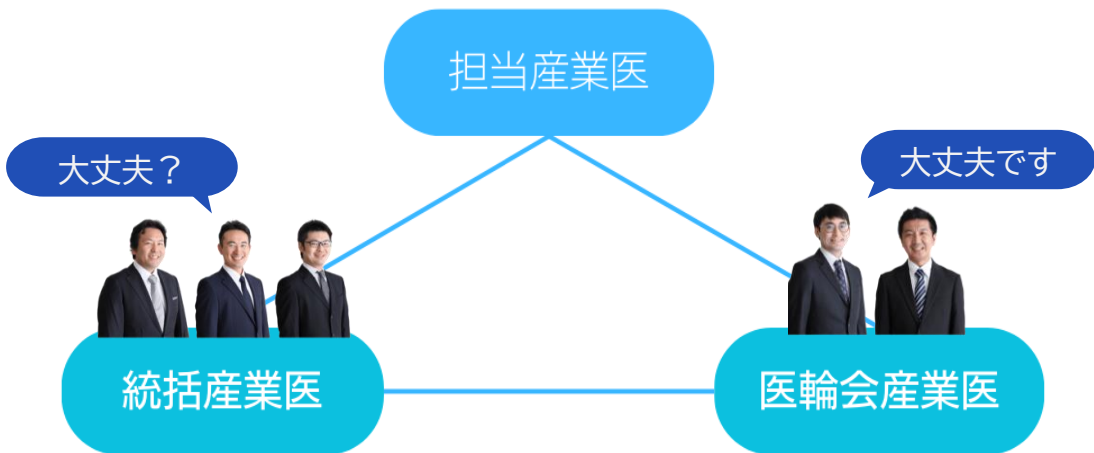 担当産業医
大丈夫？
大丈夫です
統括産業医
医輪会産業医